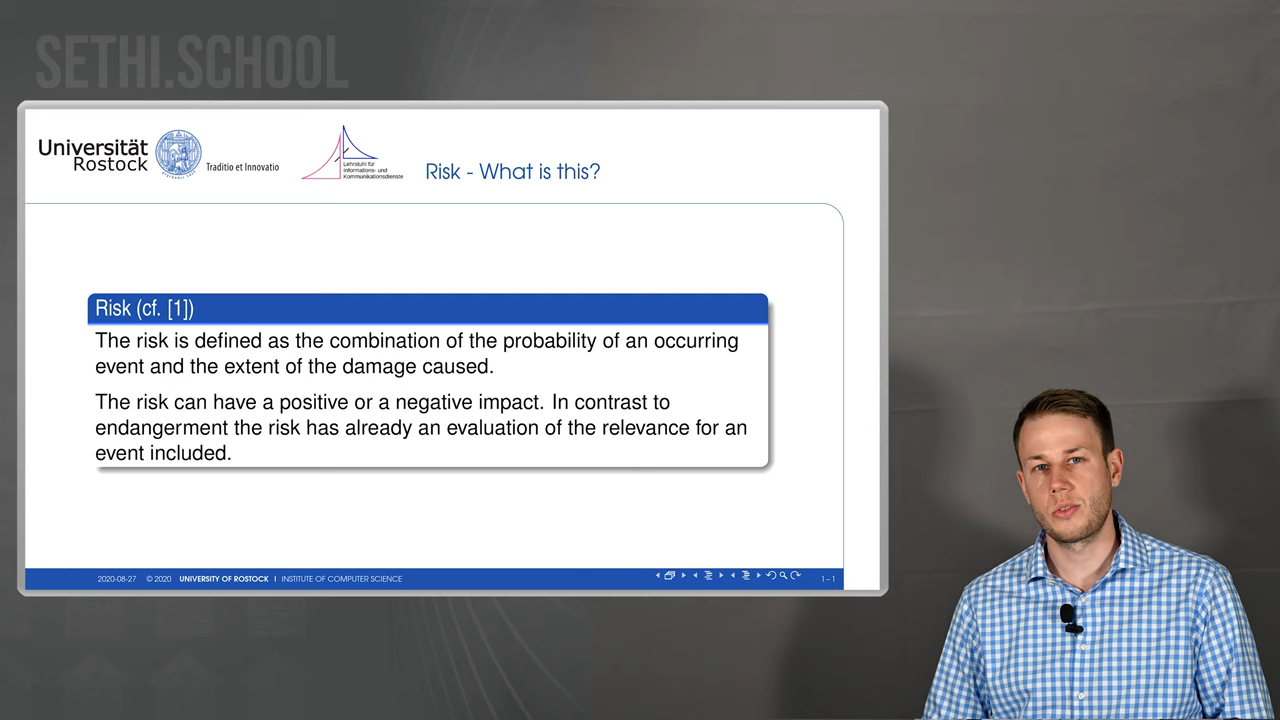 SETHI.SCHOOL
Universität
Rostock
Traditio et Innovatio
Lehrstuhl für
Informations- und
Kommunikationsdienste
Risk - What is this?
Risk (cf. [1])
The risk is defined as the combination of the probability of an occurring
event and the extent of the damage caused.
The risk can have a positive or a negative impact. In contrast to
endangerment the risk has already an evaluation of the relevance for an
event included.
2020-08-27 © 2020 UNIVERSITY OF ROSTOCK | INSTITUTE OF COMPUTER SCIENCE
1 – 1